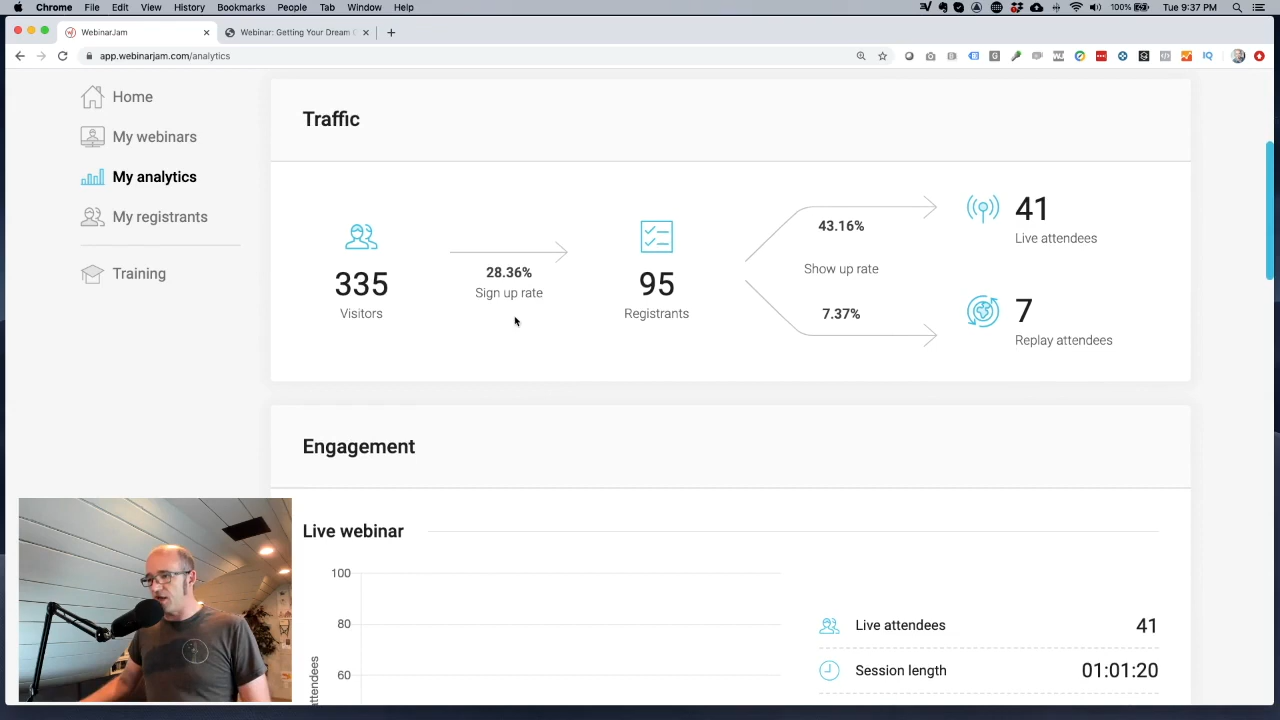 Chrome File Edit View History Bookmarks People Tab Window Help 100% Tue 9:37 PM
WebinarJam Webinar: Getting Your Dream
app.webinarjam.com/analytics
Home
My webinars
My analytics
My registrants
Training
Traffic
335
Visitors
28.36%
Sign up rate
95
Registrants
43.16%
Show up rate
7.37%
41
Live attendees
7
Replay attendees
Engagement
Live webinar
100
80
60
attendees
Live attendees 41
Session length 01:01:20